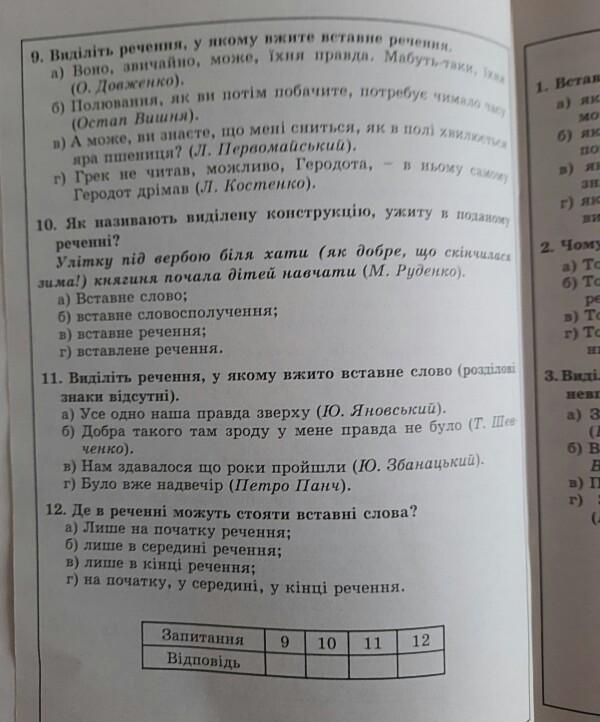 9. Виділіть речення, у якому вжите вставне речення.
а) Воно, звичайно, може, їхня правда. Мабуть-таки, їхня
(О. Довженко).
б) Полювання, як ви потім побачите, потребує чимало часу
(Остап Вишня).
в) А може, ви знаєте, що мені сниться, як в полі хвилюється
яра пшениця? (Л. Первомайський).
г) Грек не читав, можливо, Геродота, – в ньому самому
Геродот дрімав (Л. Костенко).
10. Як називають виділену конструкцію, ужиту в поданому
реченні?
Улітку під вербою біля хати (як добре, що скінчилася
зима!) княгиня почала дітей навчати (М. Руденко).
а) Вставне слово;
б) вставне словосполучення;
в) вставне речення;
г) вставлене речення.
11. Виділіть речення, у якому вжито вставне слово (розділові
знаки відсутні).
а) Усе одно наша правда зверху (Ю. Яновський).
б) Добра такого там зроду у мене правда не було (Т. Шев-
ченко).
в) Нам здавалося що роки пройшли (Ю. Збанацький).
г) Було вже надвечір (Петро Панч).
12. Де в реченні можуть стояти вставні слова?
а) Лише на початку речення;
б) лише в середині речення;
в) лише в кінці речення;
г) на початку, у середині, у кінці речення.
Запитання 9 10 11 12
Відповідь
1. Встав
а) як
мо
б) як
по
в) як
зн
г) як
ви
2. Чому
а) То
б) То
ре
в) То
г) То
3. Виді
невп
а) З
б) В
в) П
г)